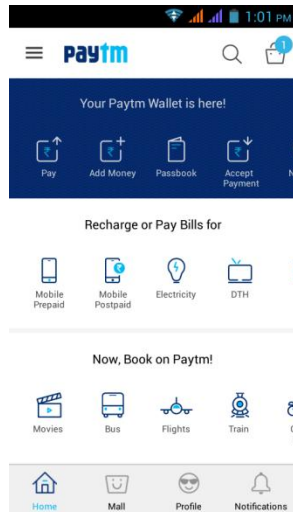 1:01 PM
Paytm
1
Your Paytm Wallet is here!
Pay Add Money Passbook Accept Payment N
Recharge or Pay Bills for
Mobile Prepaid Mobile Postpaid Electricity DTH
Now, Book on Paytm!
Movies Bus Flights Train
Home Mall Profile Notifications